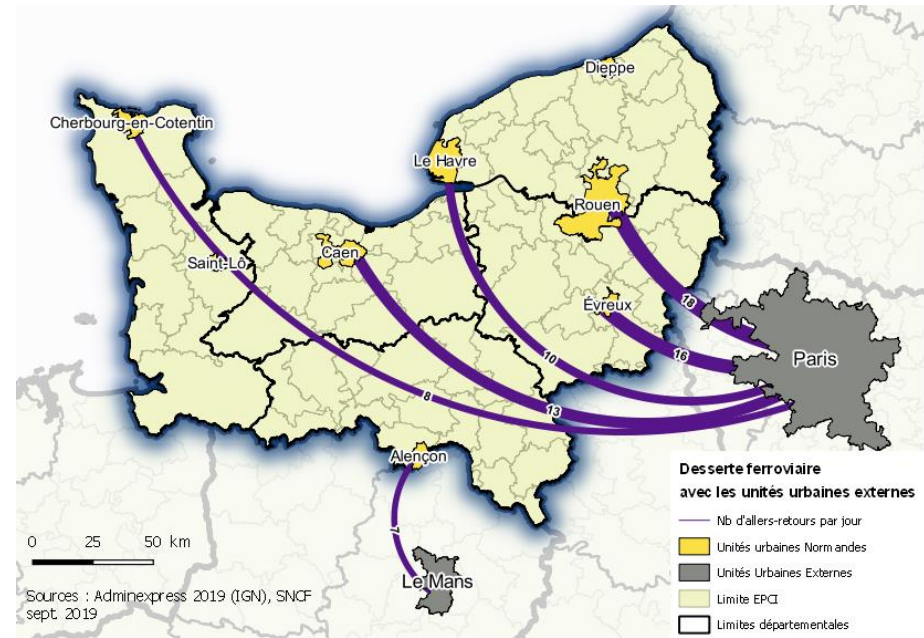 Dieppe
Cherbourg-en-Cotentin
Le Havre
Rouen
Caen
Saint-Lô
Évreux
18
Paris
16
10
8
13
Alençon
7
Le Mans
0 25 50 km
Sources : Adminexpress 2019 (IGN), SNCF
sept. 2019
Desserte ferroviaire
avec les unités urbaines externes
Nb d'allers-retours par jour
Unités urbaines Normandes
Unités Urbaines Externes
Limite EPCI
Limites départementales